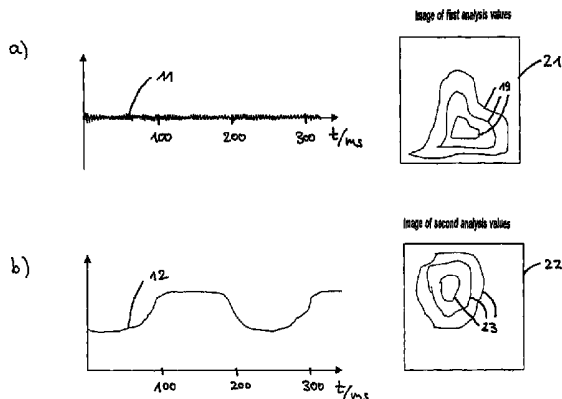 Image of first analysis values
a)
11
21
19
100
200
300
t/ms
Image of second analysis values
b)
12
22
23
100
200
300
t/ms